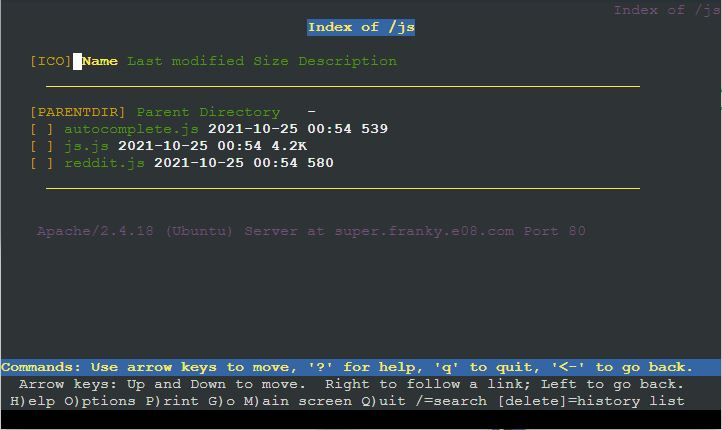 Index of /js
Index of /js
[ICO] Name Last modified Size Description
[PARENTDIR] Parent Directory -
[ ] autocomplete.js 2021-10-25 00:54 539
[ ] js.js 2021-10-25 00:54 4.2K
[ ] reddit.js 2021-10-25 00:54 580
Apache/2.4.18 (Ubuntu) Server at super.franky.e08.com Port 80
Commands: Use arrow keys to move, '?' for help, 'q' to quit, '<-' to go back.
Arrow keys: Up and Down to move. Right to follow a link; Left to go back.
H)elp O)ptions P)rint G)o M)ain screen Q)uit /=search [delete]=history list